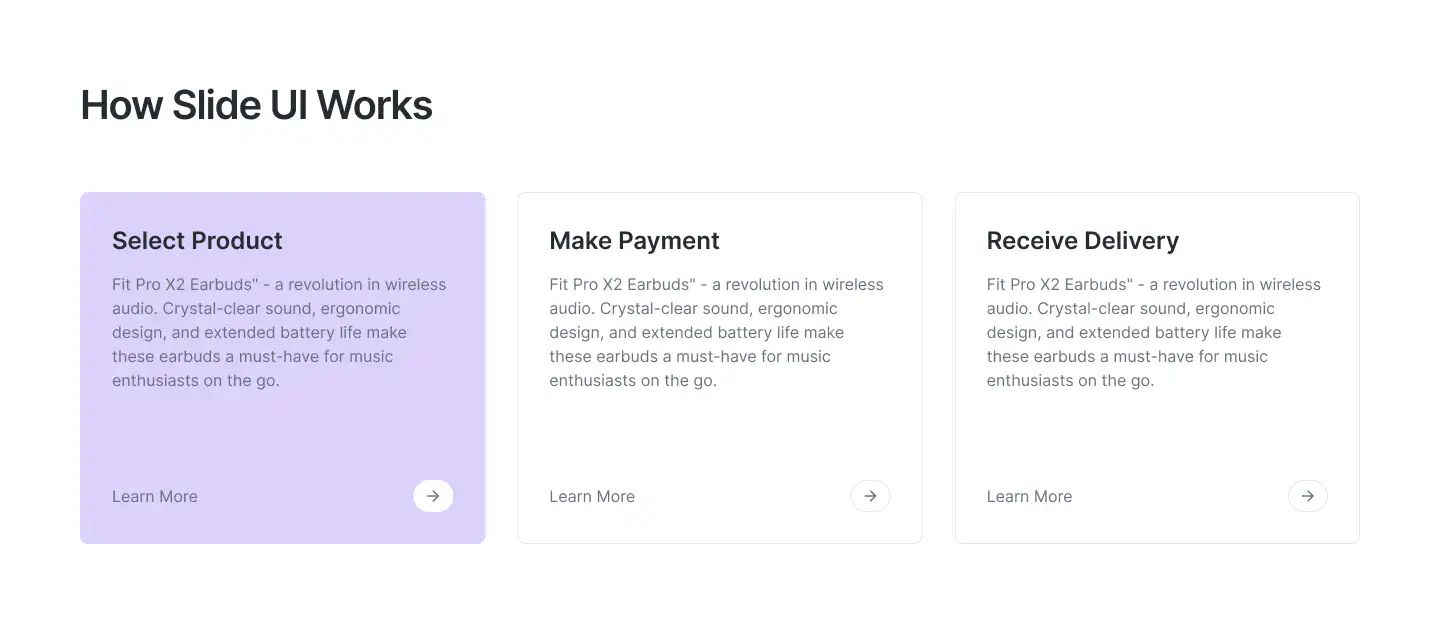 How Slide UI Works
Select Product
Fit Pro X2 Earbuds" - a revolution in wireless
audio. Crystal-clear sound, ergonomic
design, and extended battery life make
these earbuds a must-have for music
enthusiasts on the go.
Learn More
Make Payment
Fit Pro X2 Earbuds" - a revolution in wireless
audio. Crystal-clear sound, ergonomic
design, and extended battery life make
these earbuds a must-have for music
enthusiasts on the go.
Learn More
Receive Delivery
Fit Pro X2 Earbuds" - a revolution in wireless
audio. Crystal-clear sound, ergonomic
design, and extended battery life make
these earbuds a must-have for music
enthusiasts on the go.
Learn More